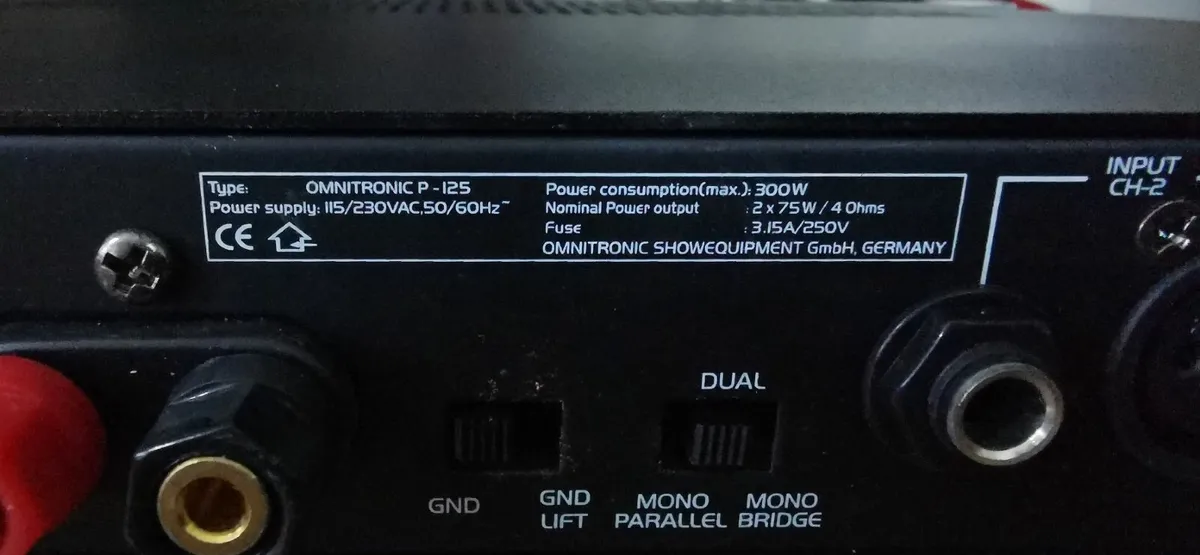 INPUT
CH-2
Type: OMNITRONIC P-125
Power supply: 115/230VAC,50/60Hz~
CE
Power consumption(max.): 300W
Nominal Power output : 2 x 75W / 4 Ohms
Fuse : 3.15A/250V
OMNITRONIC SHOWEQUIPMENT GmbH, GERMANY
DUAL
GND
GND
LIFT
MONO
PARALLEL
MONO
BRIDGE